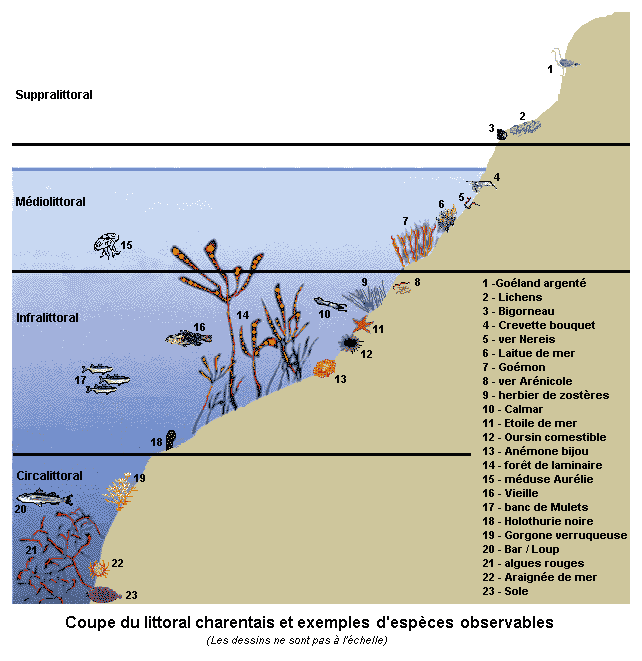 Suppralittoral
1
2
3
Médiolittoral
4
5
6
7
15
Infralittoral
8
9
10
11
12
13
14
16
17
18
Circalittoral
19
20
21
22
23
1 -Goéland argenté
2 - Lichens
3 - Bigorneau
4 - Crevette bouquet
5 - ver Nereis
6 - Laitue de mer
7 - Goémon
8 - ver Arénicole
9 - herbier de zostères
10 - Calmar
11 - Etoile de mer
12 - Oursin comestible
13 - Anémone bijou
14 - forêt de laminaire
15 - méduse Aurélie
16 - Vieille
17 - banc de Mulets
18 - Holothurie noire
19 - Gorgone verruqueuse
20 - Bar / Loup
21 - algues rouges
22 - Araignée de mer
23 - Sole
Coupe du littoral charentais et exemples d'espèces observables
(Les dessins ne sont pas à l'échelle)